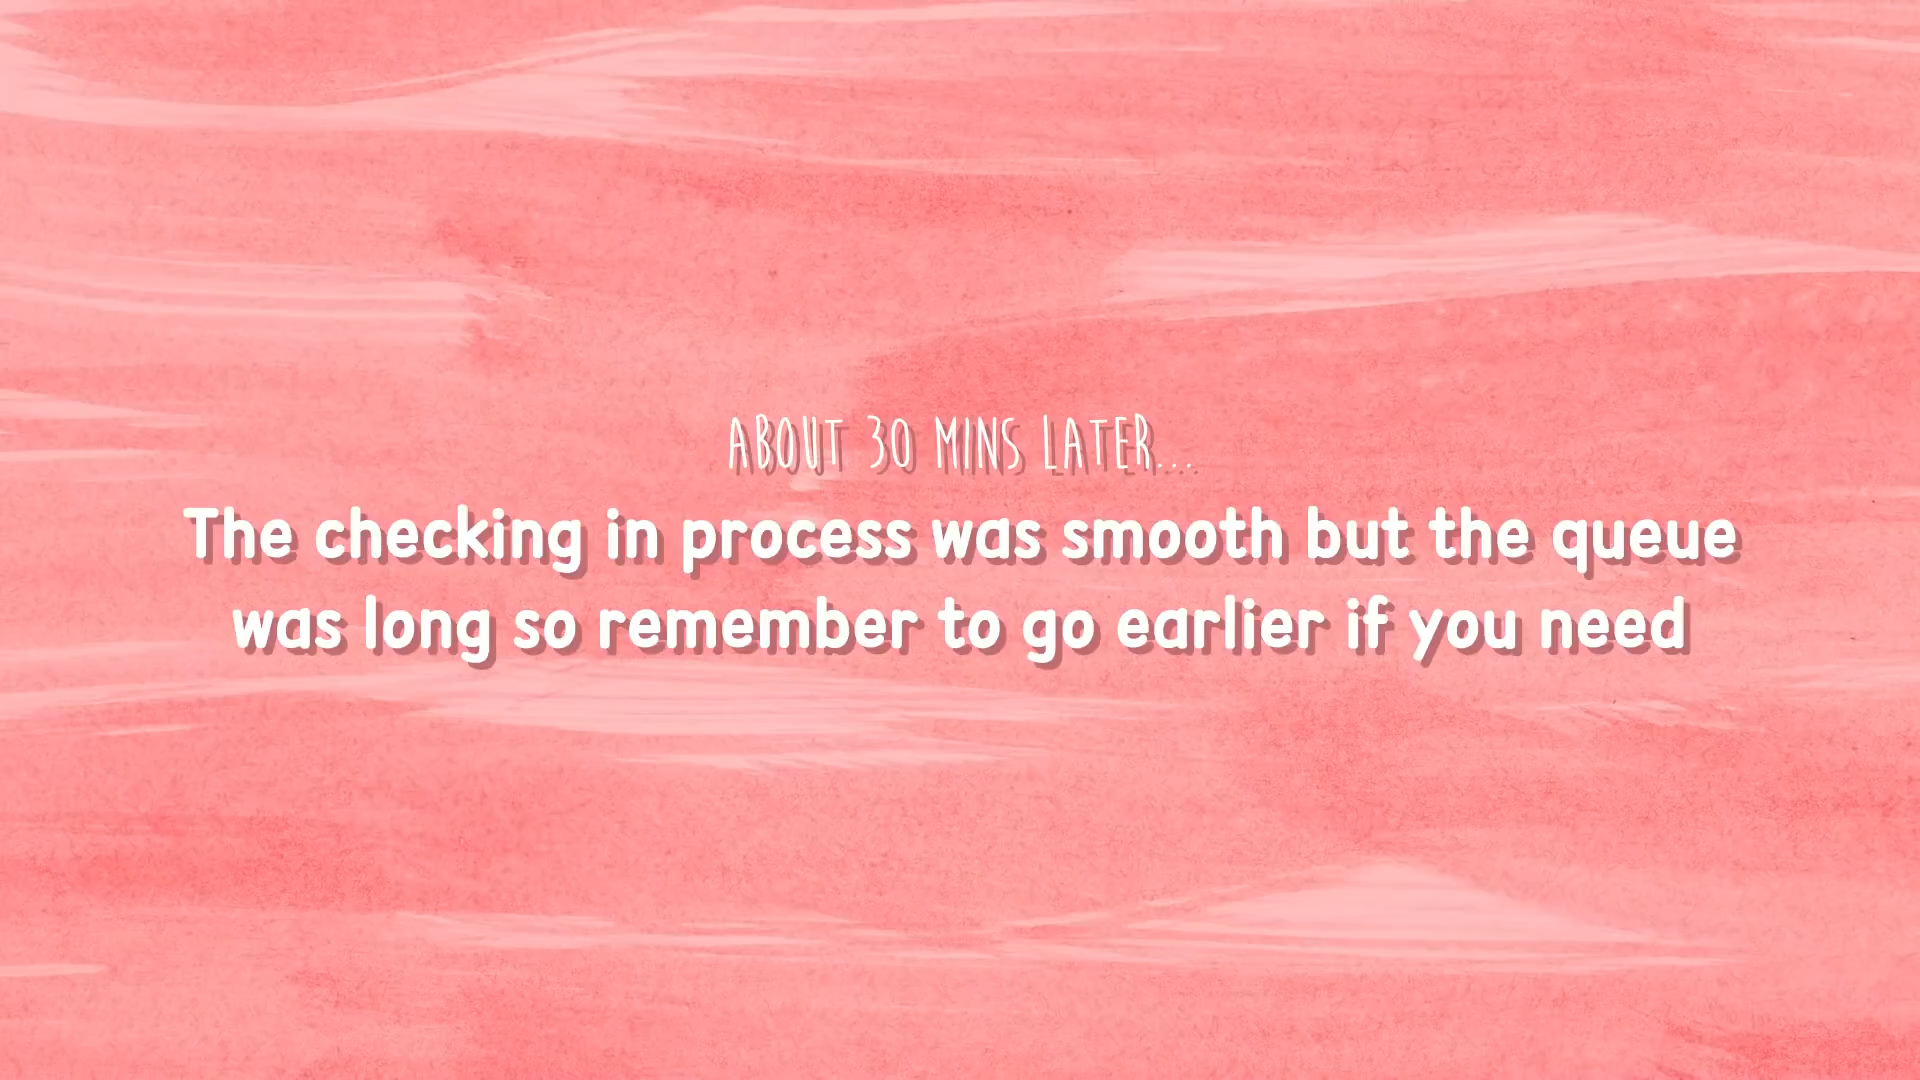 ABOUT 30 MINS LATER...
The checking in process was smooth but the queue
was long so remember to go earlier if you need